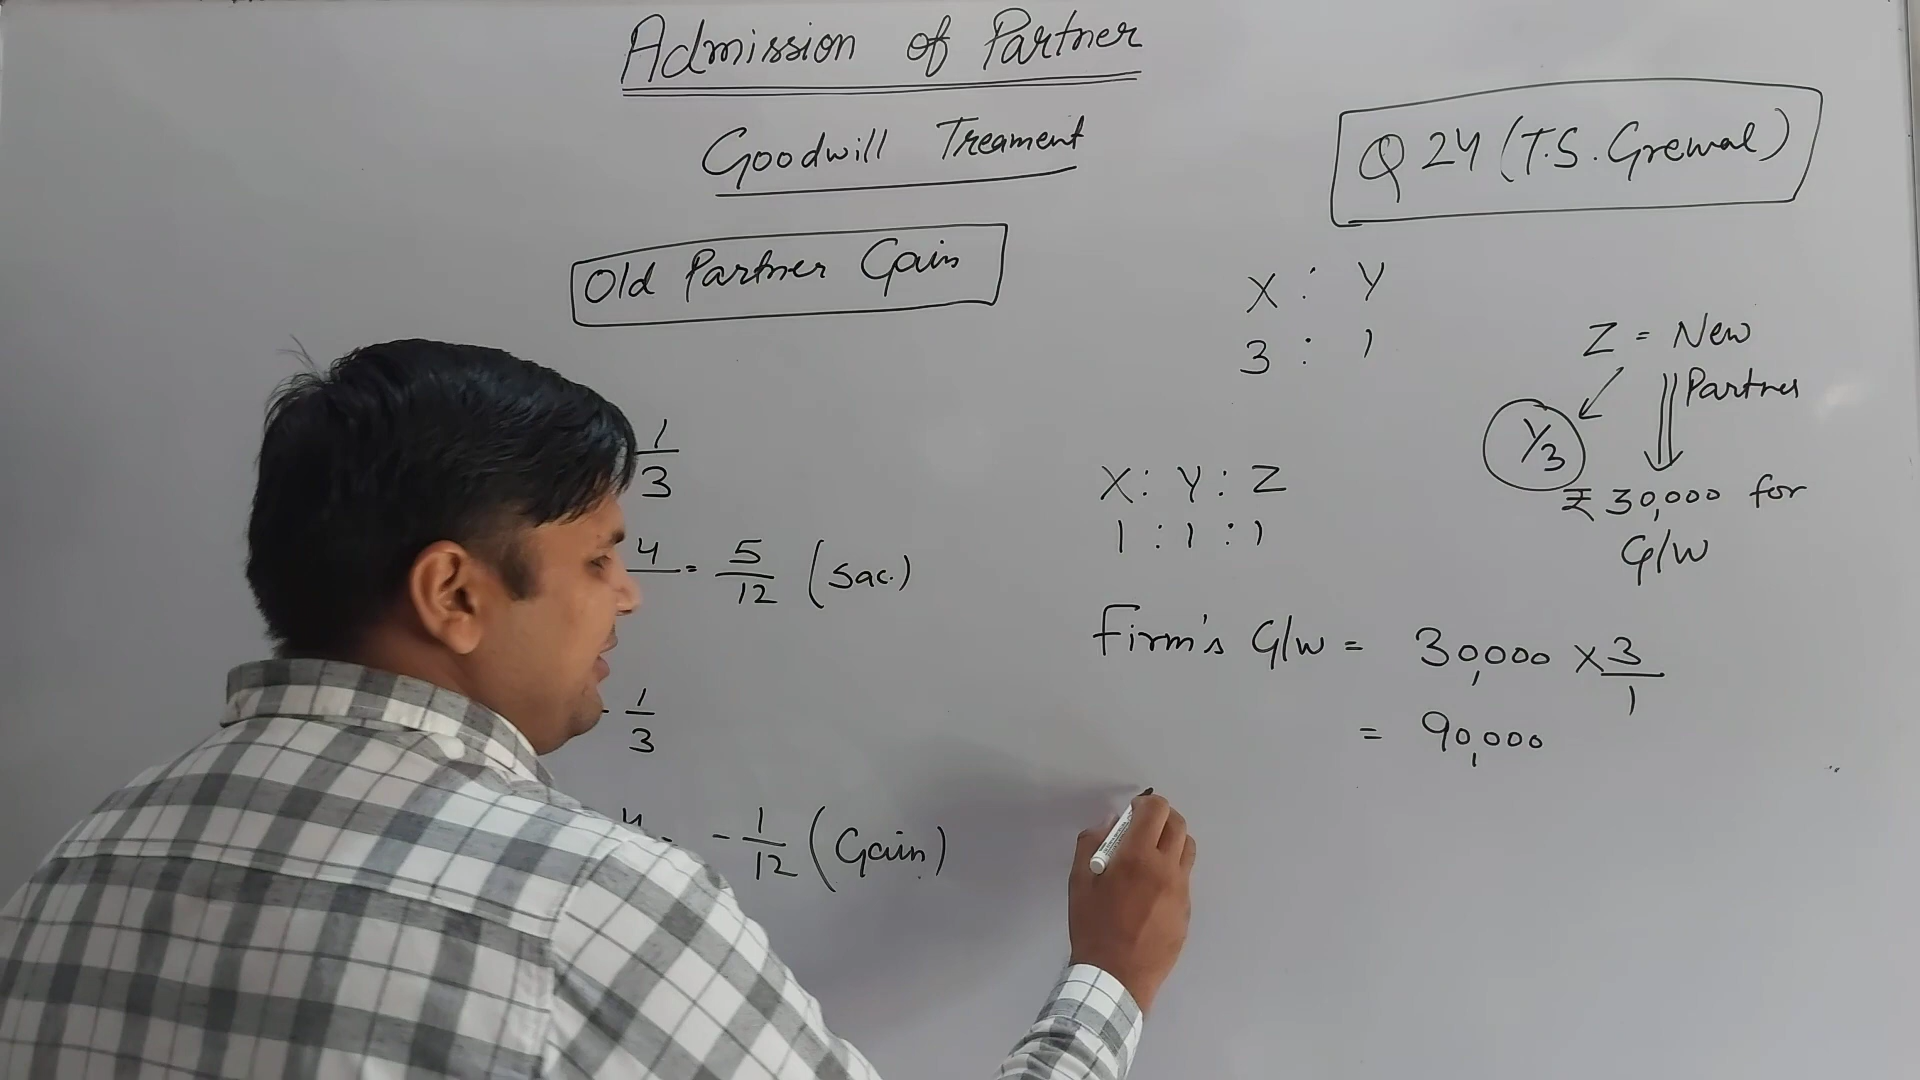 Admission of Partner
Goodwill Treament
Q 24 (T.S. Grewal)
Old Partner Gain
X : Y
3 : 1
Z = New
Partner
1/3
₹ 30,000 for
G/W
1
3
4 = 5/12 (Sac.)
- 1/3
4 = - 1/12 (Gain)
X : Y : Z
1 : 1 : 1
Firm's G/W = 30,000 × 3/1
= 90,000